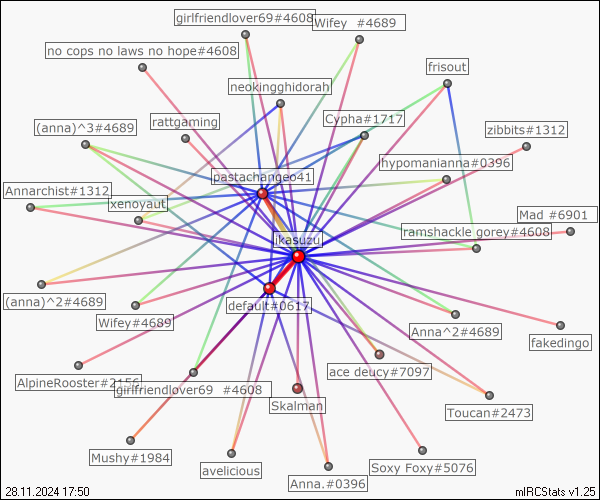 girlfriendlover69#4608
Wifey #4689
no cops no laws no hope#4608
frisout
neokingghidorah
rattgaming
Cypha#1717
(anna)^3#4689
zibbits#1312
hypomanianna#0396
pastachangeo41
Annarchist#1312
xenoyaut
Mad #6901
ramshackle gorey#4608
ikasuzu
(anna)^2#4689
default#0617
Wifey#4689
Anna^2#4689
fakedingo
ace deucy#7097
AlpineRooster#2156
girlfriendlover69 #4608
Skalman
Toucan#2473
Mushy#1984
avelicious
Soxy Foxy#5076
Anna.#0396
28.11.2024 17:50
mIRCStats v1.25